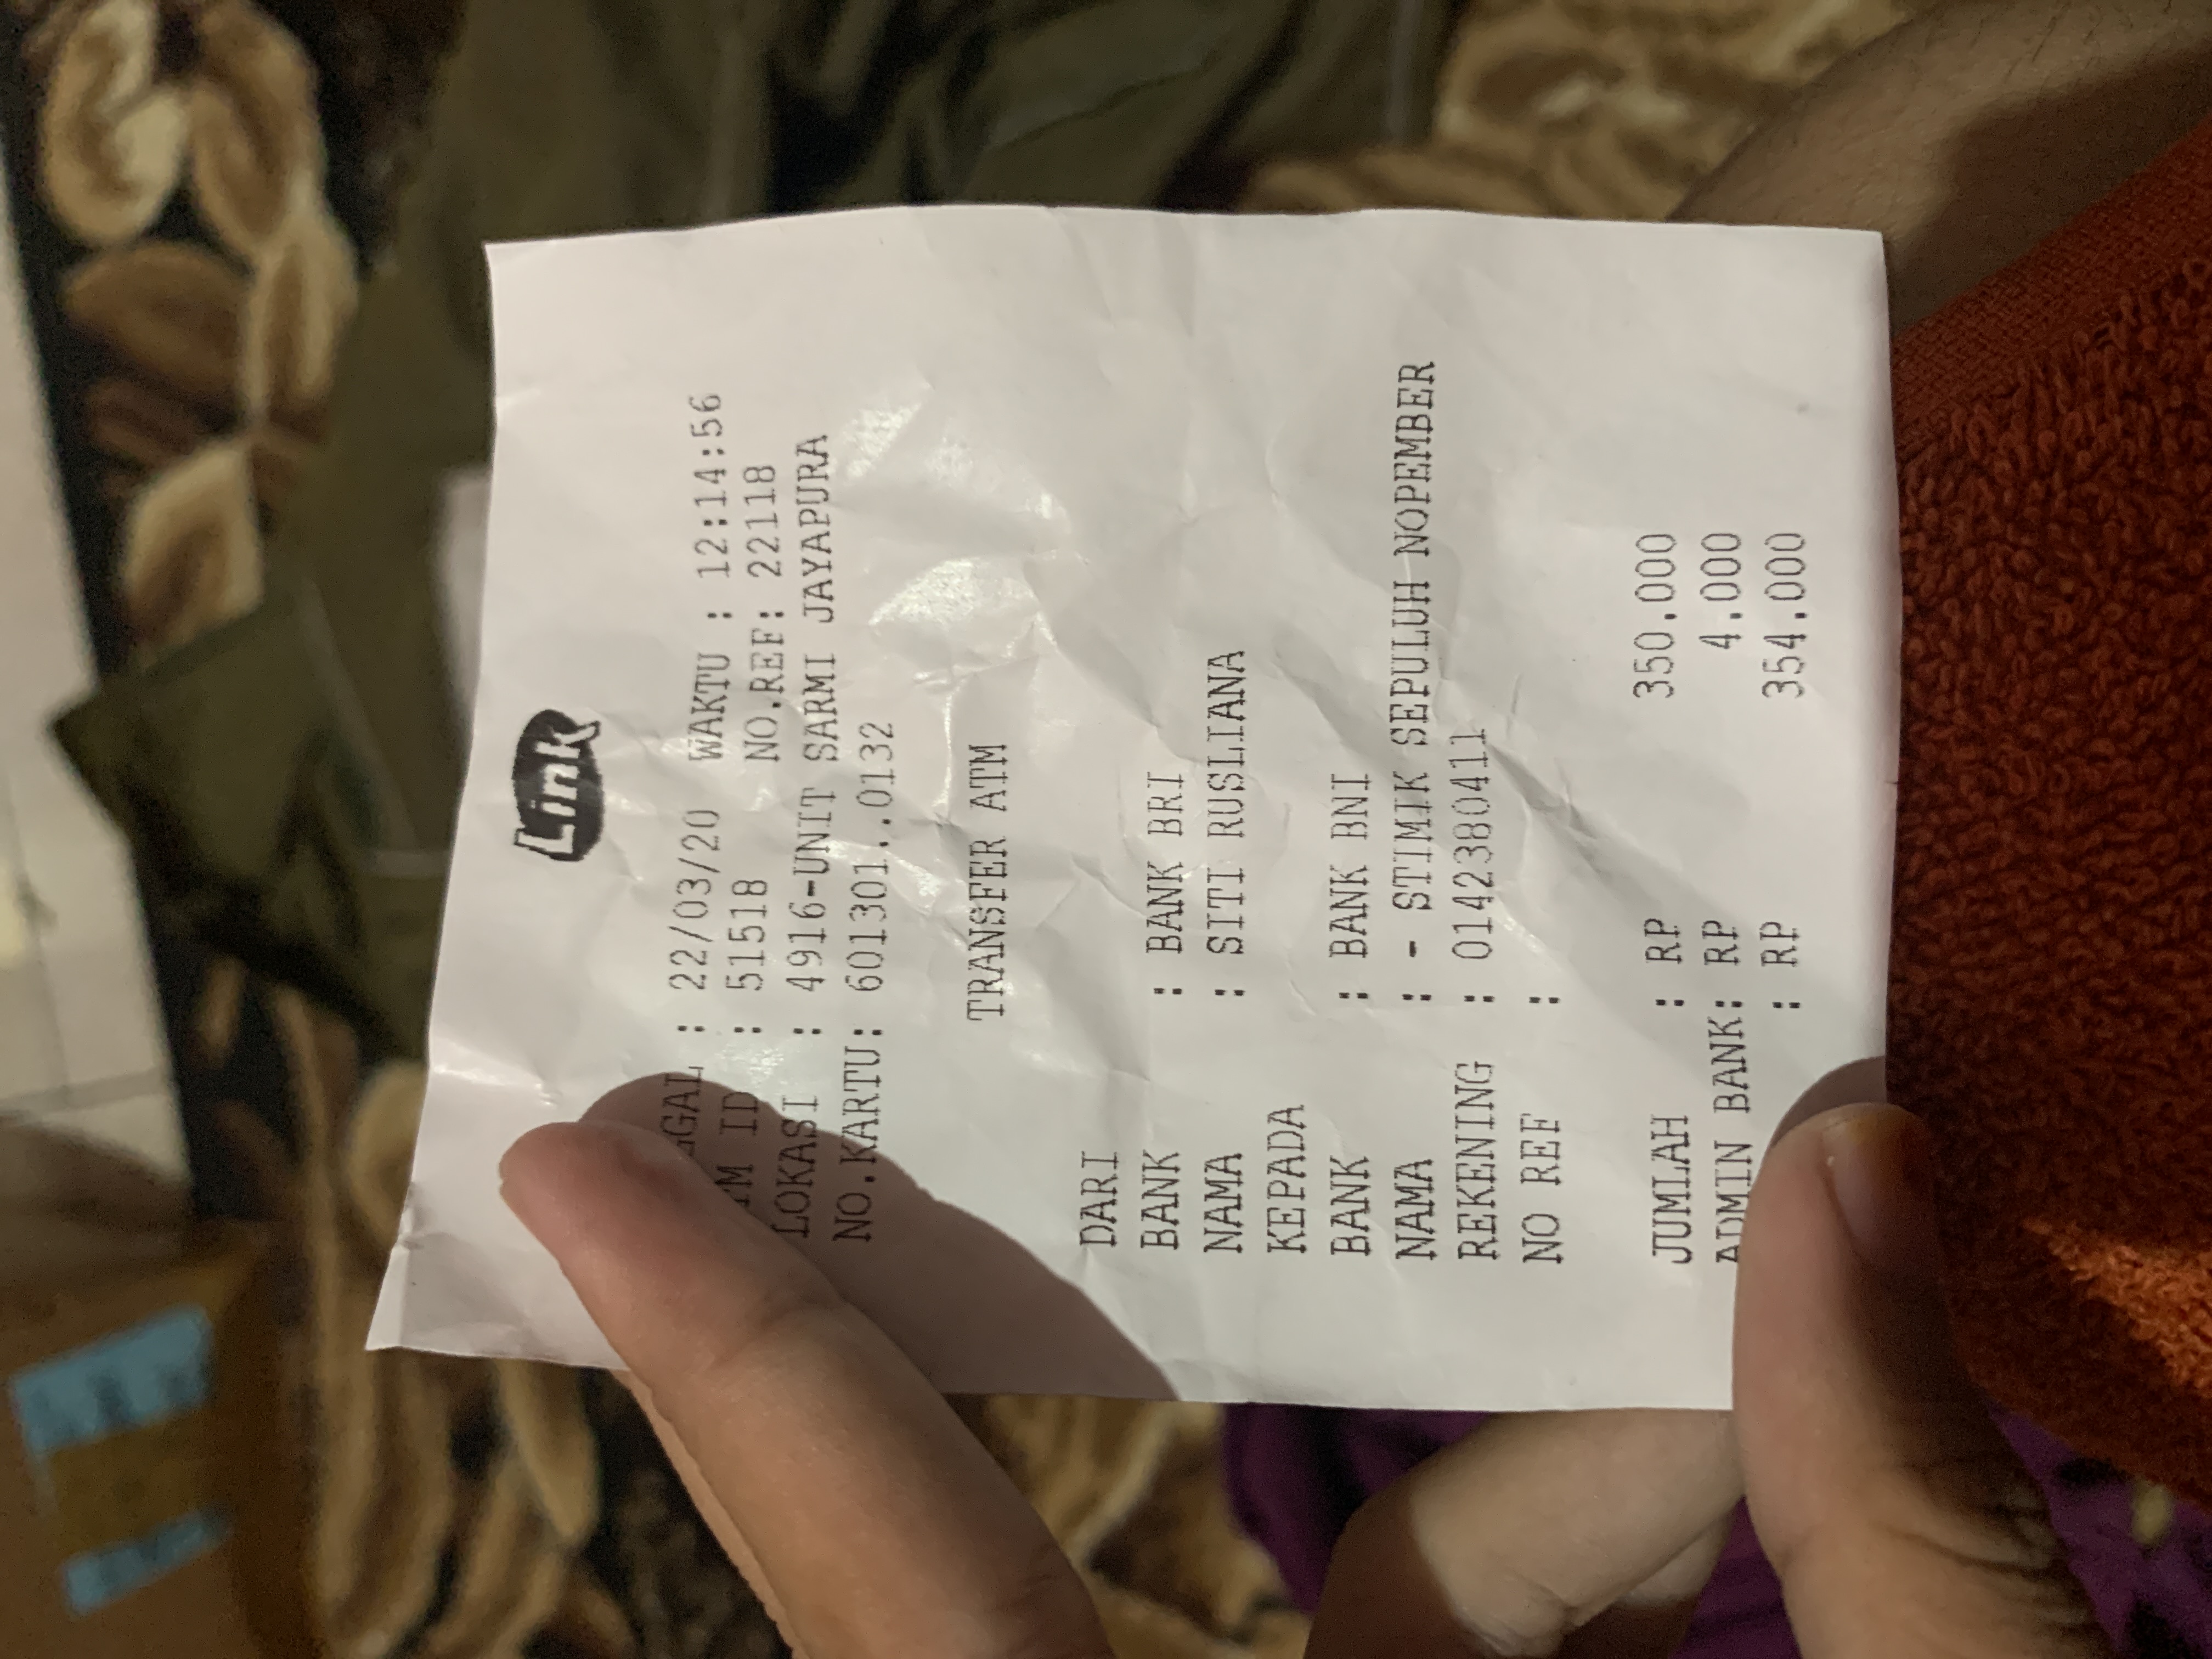 Link
: 22/03/20 WAKTU : 12:14:56
ID : 51518 NO.REF: 22118
LOKASI : 4916-UNIT SARMI JAYAPURA
NO.KARTU: 601301..0132
TRANSFER ATM
DARI
BANK : BANK BRI
NAMA : SITI RUSLIANA
KEPADA
BANK : BANK BNI
NAMA : - STIMIK SEPULUH NOPEMBER
REKENING : 0142380411
NO REF :
JUMLAH : RP 350.000
ADMIN BANK: RP 4.000
: RP 354.000